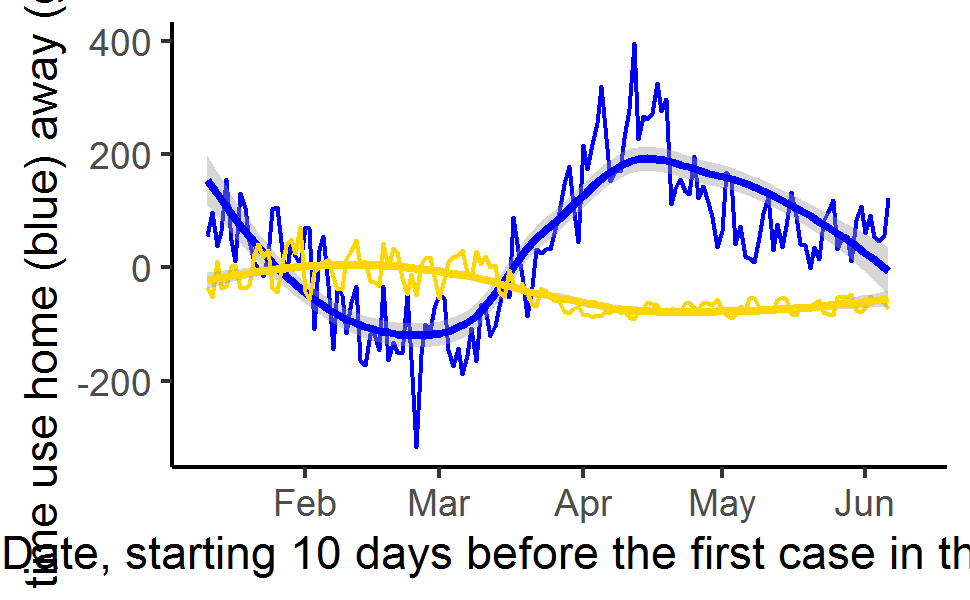 time use home (blue) away (
400
200
0
-200
Feb Mar Apr May Jun
Date, starting 10 days before the first case in th